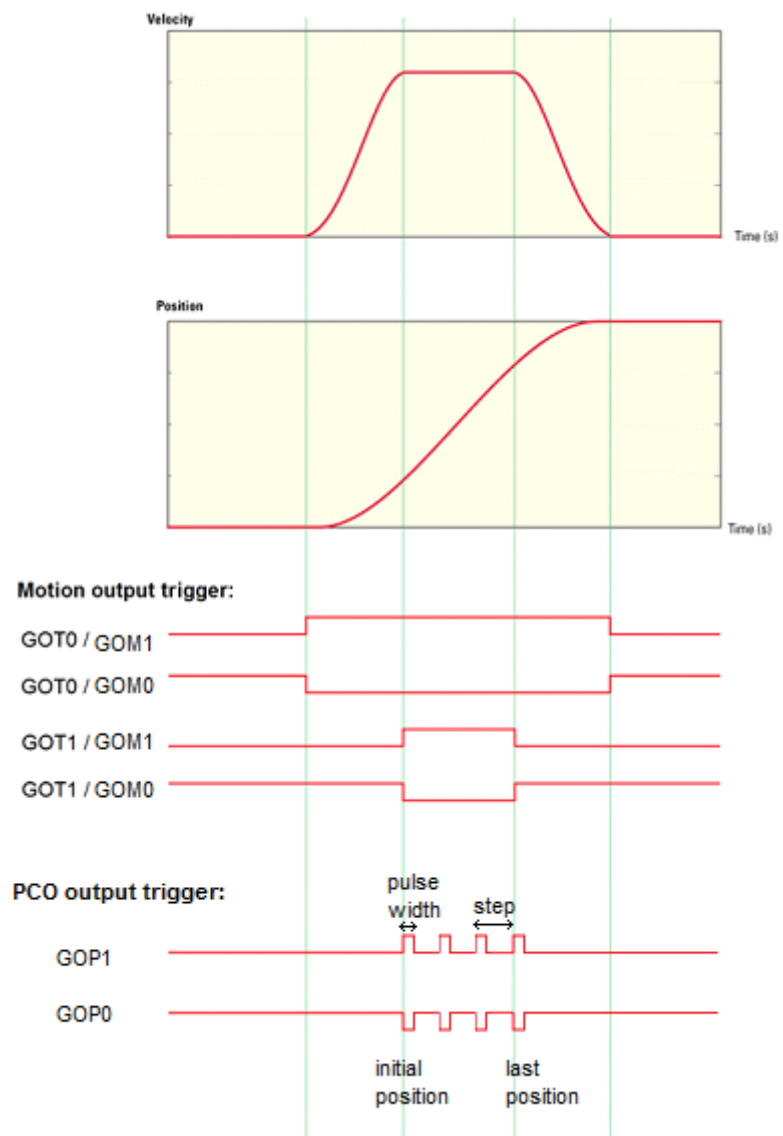 Velocity
Time (s)
Position
Time (s)
Motion output trigger:
GOT0 / GOM1
GOT0 / GOM0
GOT1 / GOM1
GOT1 / GOM0
PCO output trigger:
pulse
width
step
GOP1
GOP0
initial
position
last
position